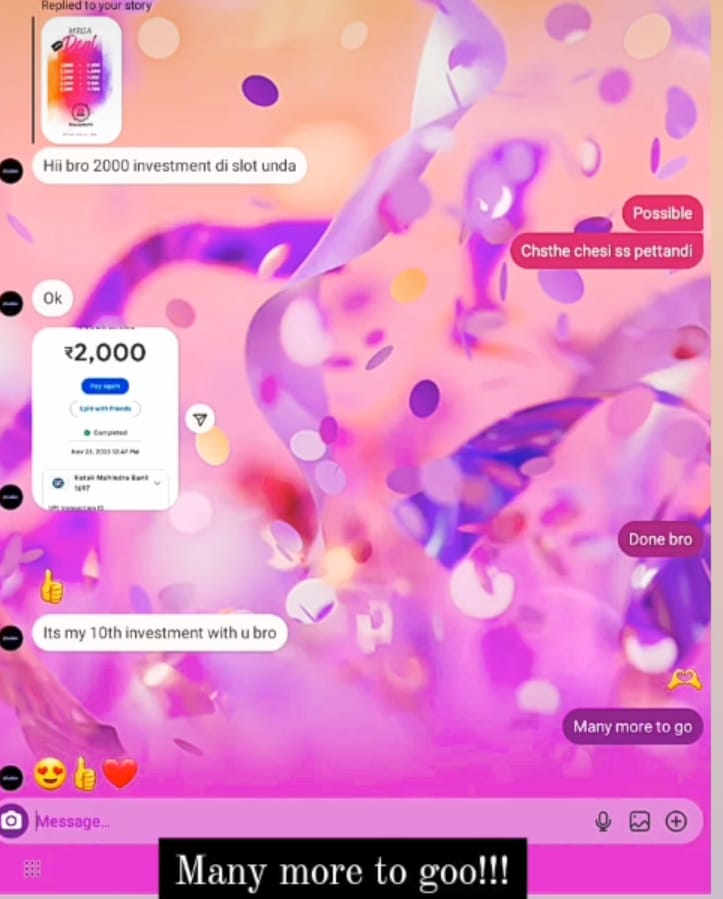 Replied to your story
MEGA
Deal
Hii bro 2000 investment di slot unda
Possible
Chsthe chesi ss pettandi
Ok
₹2,000
Pay again
Split with friends
Completed
Nov 23, 2023 12:47 PM
Kotak Mahindra Bank
1697
UPI transaction ID
Done bro
Its my 10th investment with u bro
Many more to go
Message...
Many more to goo!!!